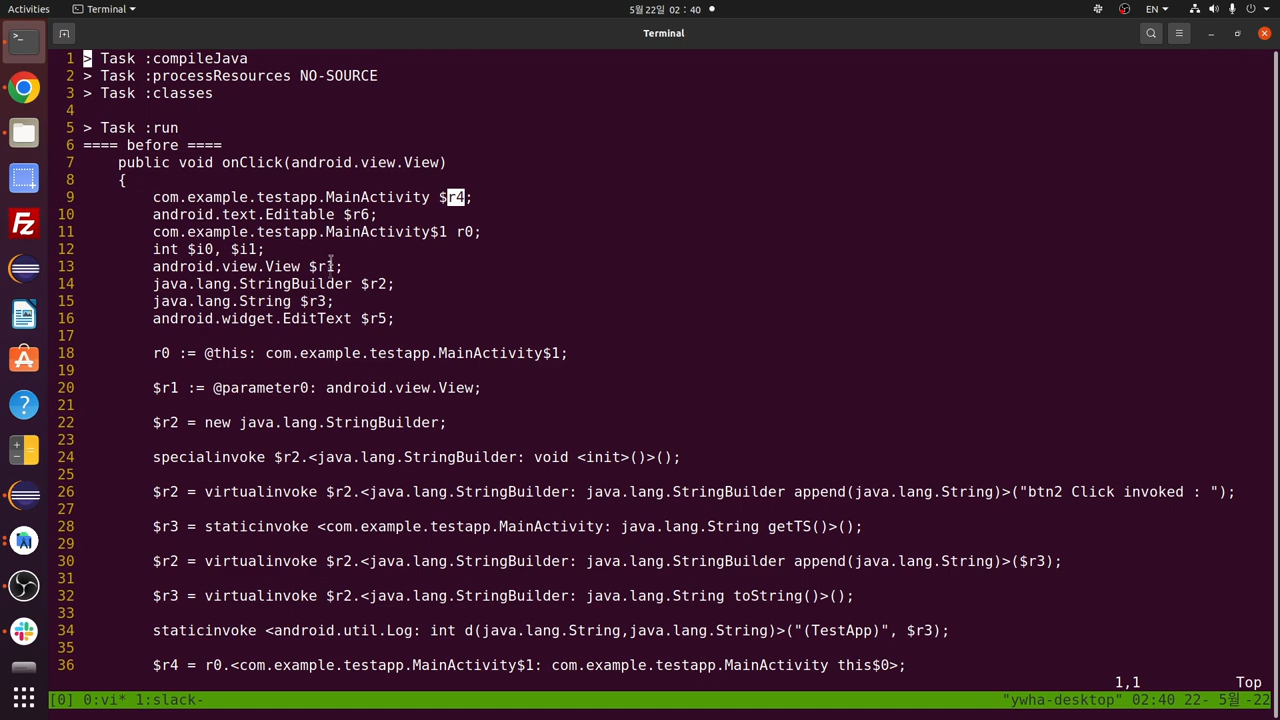 Activities Terminal 5월22일 02 : 40 EN
Terminal
1 > Task :compileJava
2 > Task :processResources NO-SOURCE
3 > Task :classes
4
5 > Task :run
6 ==== before ====
7 public void onClick(android.view.View)
8 {
9 com.example.testapp.MainActivity $r4;
10 android.text.Editable $r6;
11 com.example.testapp.MainActivity$1 r0;
12 int $i0, $i1;
13 android.view.View $r1;
14 java.lang.StringBuilder $r2;
15 java.lang.String $r3;
16 android.widget.EditText $r5;
17
18 r0 := @this: com.example.testapp.MainActivity$1;
19
20 $r1 := @parameter0: android.view.View;
21
22 $r2 = new java.lang.StringBuilder;
23
24 specialinvoke $r2.<java.lang.StringBuilder: void <init>()>();
25
26 $r2 = virtualinvoke $r2.<java.lang.StringBuilder: java.lang.StringBuilder append(java.lang.String)>("btn2 Click invoked : ");
27
28 $r3 = staticinvoke <com.example.testapp.MainActivity: java.lang.String getTS()>();
29
30 $r2 = virtualinvoke $r2.<java.lang.StringBuilder: java.lang.StringBuilder append(java.lang.String)>($r3);
31
32 $r3 = virtualinvoke $r2.<java.lang.StringBuilder: java.lang.String toString()>();
33
34 staticinvoke <android.util.Log: int d(java.lang.String,java.lang.String)>("(TestApp)", $r3);
35
36 $r4 = r0.<com.example.testapp.MainActivity$1: com.example.testapp.MainActivity this$0>;
1,1 Top
[0] 0:vi* 1:slack- "ywha-desktop" 02:40 22- 5월-22